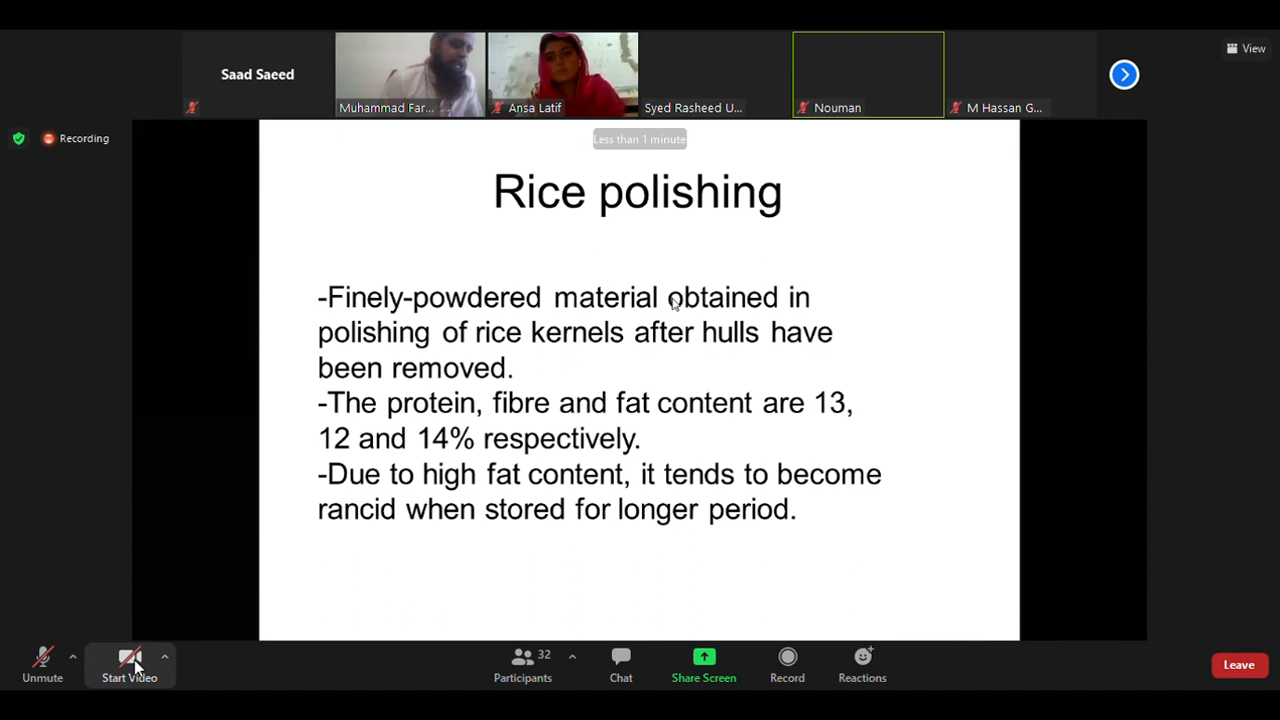 View
Saad Saeed
Muhammad Far...
Ansa Latif
Syed Rasheed U...
Nouman
M Hassan G...
Recording
Less than 1 minute
Rice polishing
-Finely-powdered material obtained in
polishing of rice kernels after hulls have
been removed.
-The protein, fibre and fat content are 13,
12 and 14% respectively.
-Due to high fat content, it tends to become
rancid when stored for longer period.
Unmute
Start Video
32
Participants
Chat
Share Screen
Record
Reactions
Leave